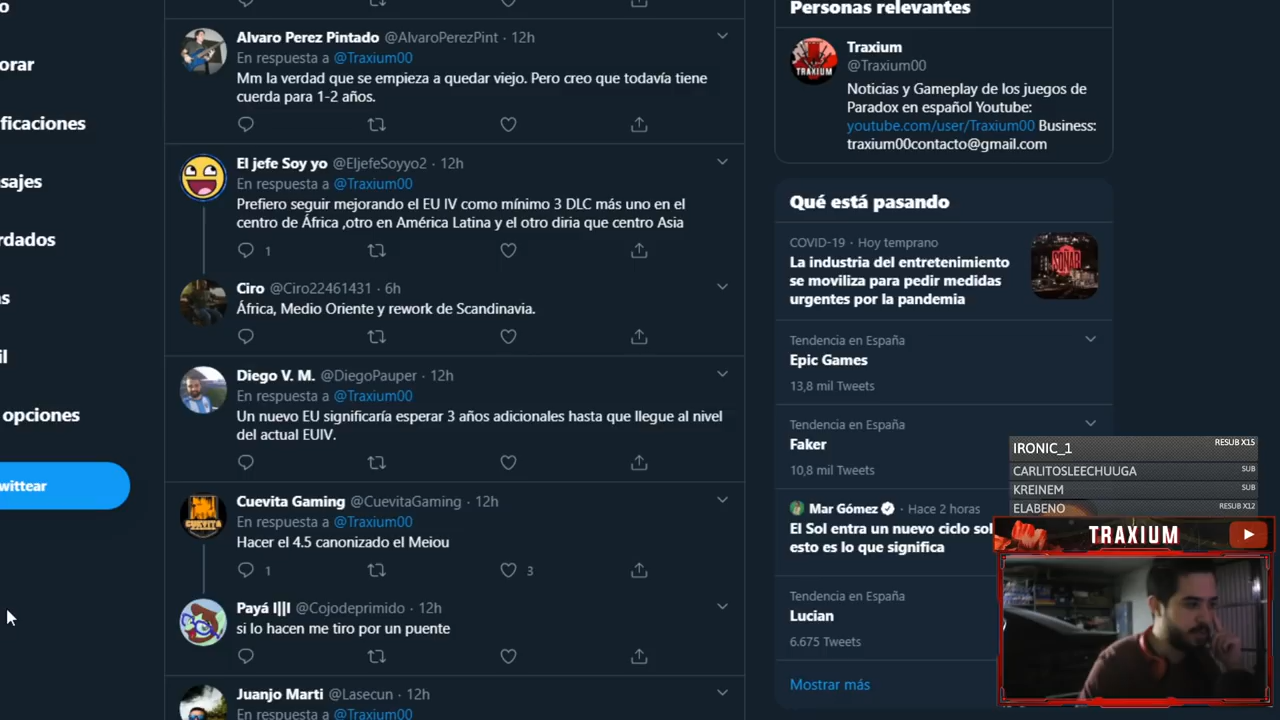 o
orar
ificaciones
sajes
rdados
s
il
opciones
wittear
Alvaro Perez Pintado @AlvaroPerezPint · 12h
En respuesta a @Traxium00
Mm la verdad que se empieza a quedar viejo. Pero creo que todavía tiene
cuerda para 1-2 años.
El jefe Soy yo @EljefeSoyyo2 · 12h
En respuesta a @Traxium00
Prefiero seguir mejorando el EU IV como mínimo 3 DLC más uno en el
centro de África ,otro en América Latina y el otro diria que centro Asia
1
Ciro @Ciro22461431 · 6h
África, Medio Oriente y rework de Scandinavia.
Diego V. M. @DiegoPauper · 12h
En respuesta a @Traxium00
Un nuevo EU significaría esperar 3 años adicionales hasta que llegue al nivel
del actual EUIV.
Cuevita Gaming @CuevitaGaming · 12h
En respuesta a @Traxium00
Hacer el 4.5 canonizado el Meiou
1 3
Payá l||l @Cojodeprimido · 12h
si lo hacen me tiro por un puente
Juanjo Marti @Lasecun · 12h
En respuesta a @Traxium00
Personas relevantes
TRAXIUM
Traxium
@Traxium00
Noticias y Gameplay de los juegos de
Paradox en español Youtube:
youtube.com/user/Traxium00 Business:
traxium00contacto@gmail.com
Qué está pasando
COVID-19 · Hoy temprano
La industria del entretenimiento
se moviliza para pedir medidas
urgentes por la pandemia
Tendencia en España
Epic Games
13,8 mil Tweets
Tendencia en España
Faker
10,8 mil Tweets
Mar Gómez · Hace 2 horas
El Sol entra un nuevo ciclo sol
esto es lo que significa
Tendencia en España
Lucian
6.675 Tweets
Mostrar más
IRONIC_1 RESUB X15
CARLITOSLEECHUUGA SUB
KREINEM SUB
ELABENO RESUB X12
TRAXIUM